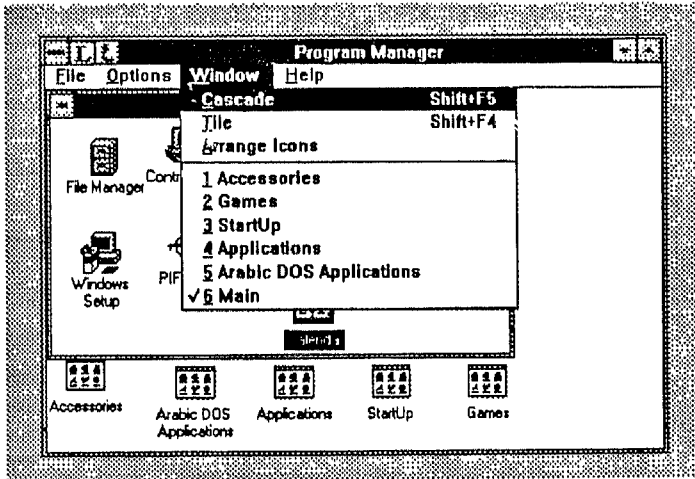 Program Manager
File Options Window Help
Cascade Shift+F5
Tile Shift+F4
Arrange Icons
1 Accessories
2 Games
3 StartUp
4 Applications
5 Arabic DOS Applications
✓ 6 Main
File Manager
Windows
Setup
PIF
Accessories
Arabic DOS
Applications
Applications
StartUp
Games